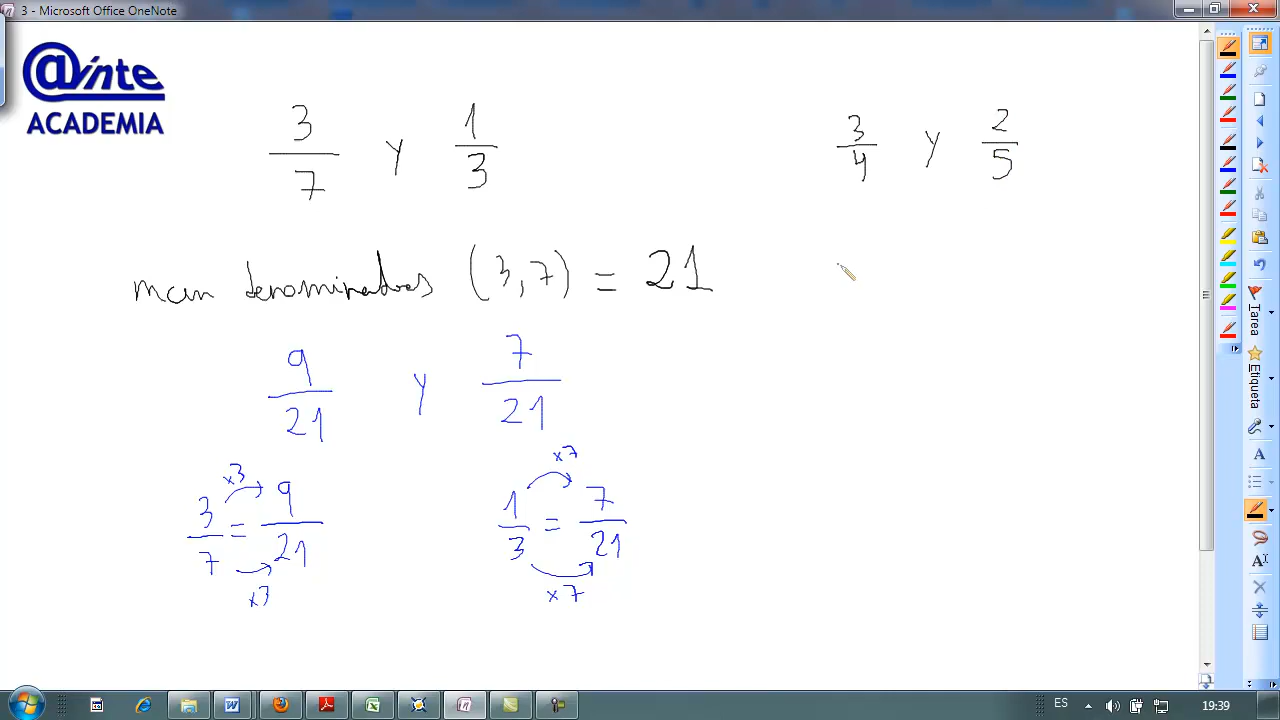 3 - Microsoft Office OneNote
@inte
ACADEMIA
3/7 y 1/3
3/4 y 2/5
mcm denominadores (3,7) = 21
9/21 y 7/21
x3
3/7 = 9/21
x3
x7
1/3 = 7/21
x7
Tarea
Etiqueta
A
ES
19:39